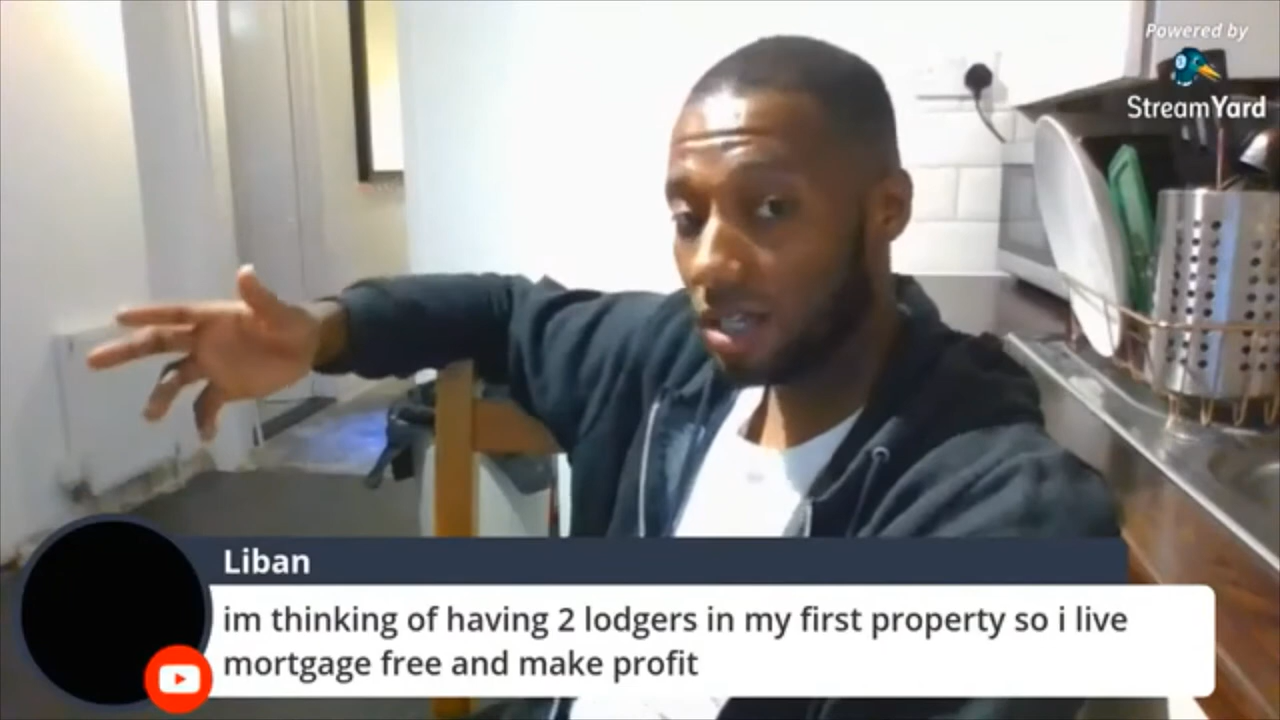 Powered by
StreamYard
Liban
im thinking of having 2 lodgers in my first property so i live
mortgage free and make profit